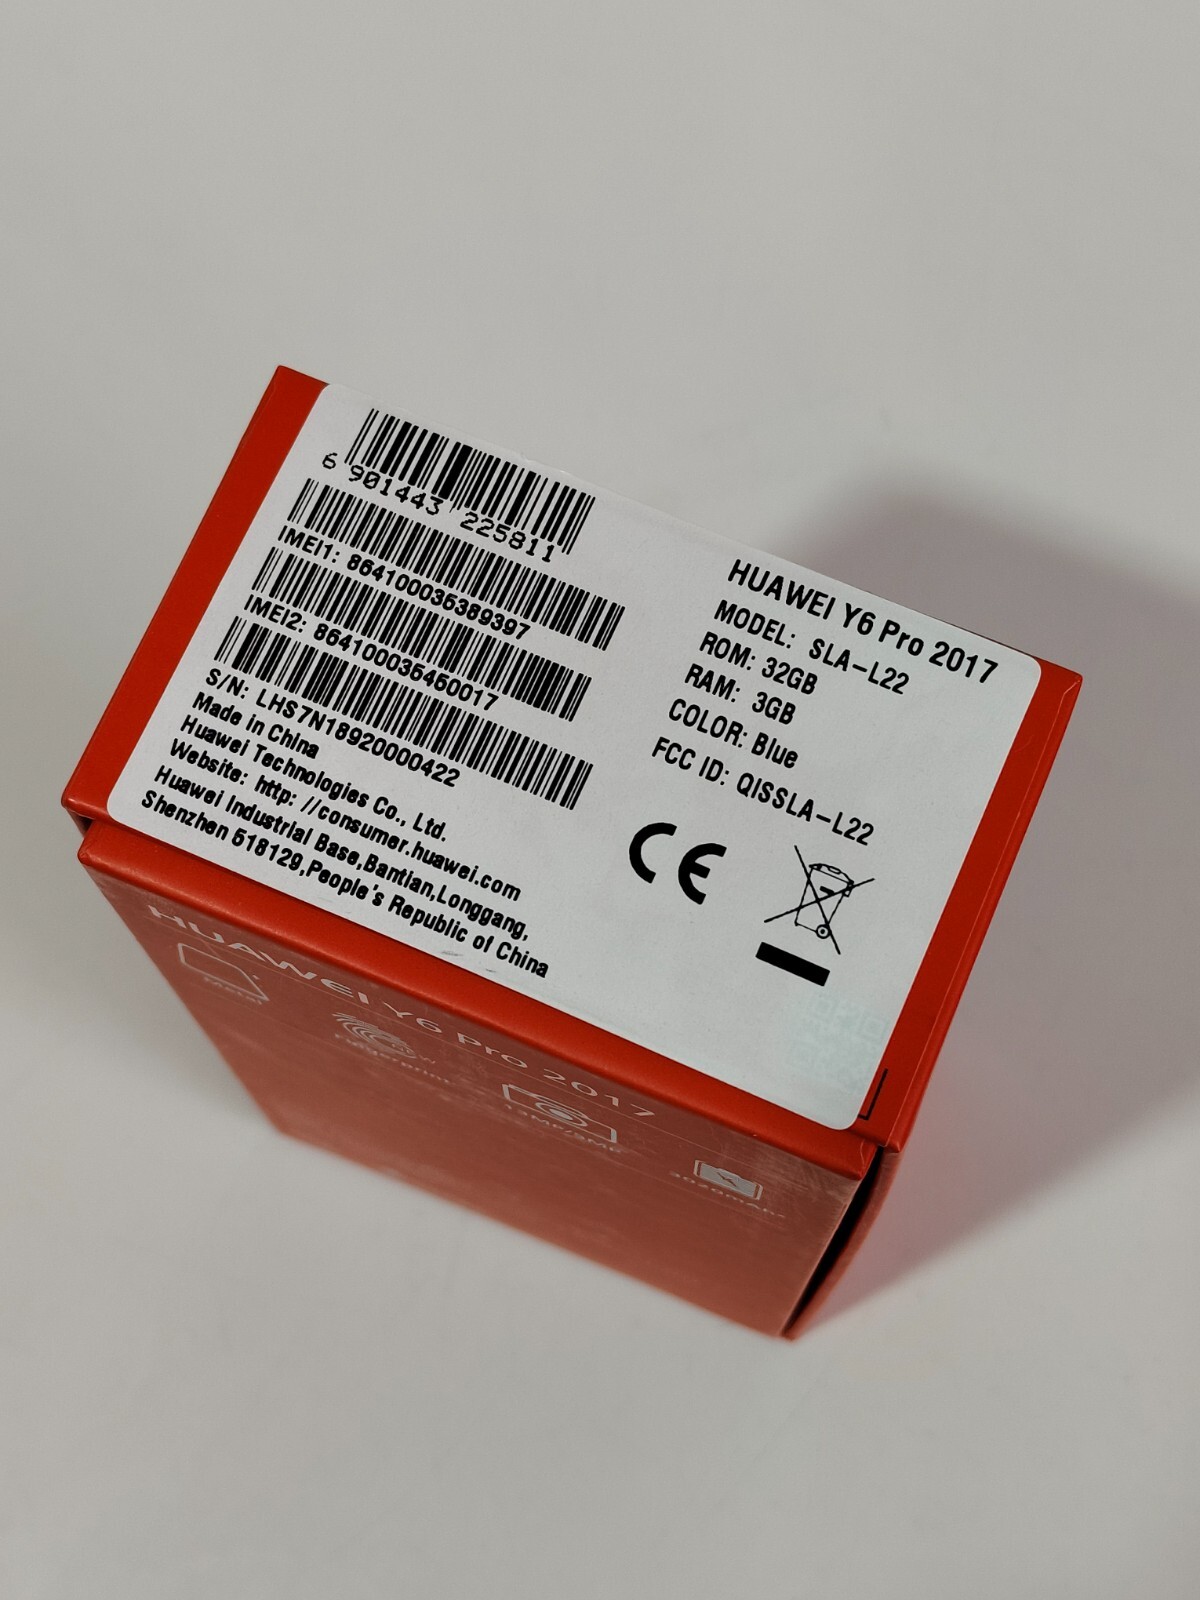 6 901443 225811
IMEI1: 864100035389397
IMEI2: 864100035450017
S/N: LHS7N18920000422
Made in China
Huawei Technologies Co., Ltd.
Website: http: //consumer.huawei.com
Huawei Industrial Base,Bantian,Longgang,
Shenzhen 518129,People's Republic of China
HUAWEI Y6 Pro 2017
MODEL: SLA-L22
ROM: 32GB
RAM: 3GB
COLOR: Blue
FCC ID: QISSLA-L22
CE
HUAWEI Y6 Pro 2017
Metal
Fingerprint